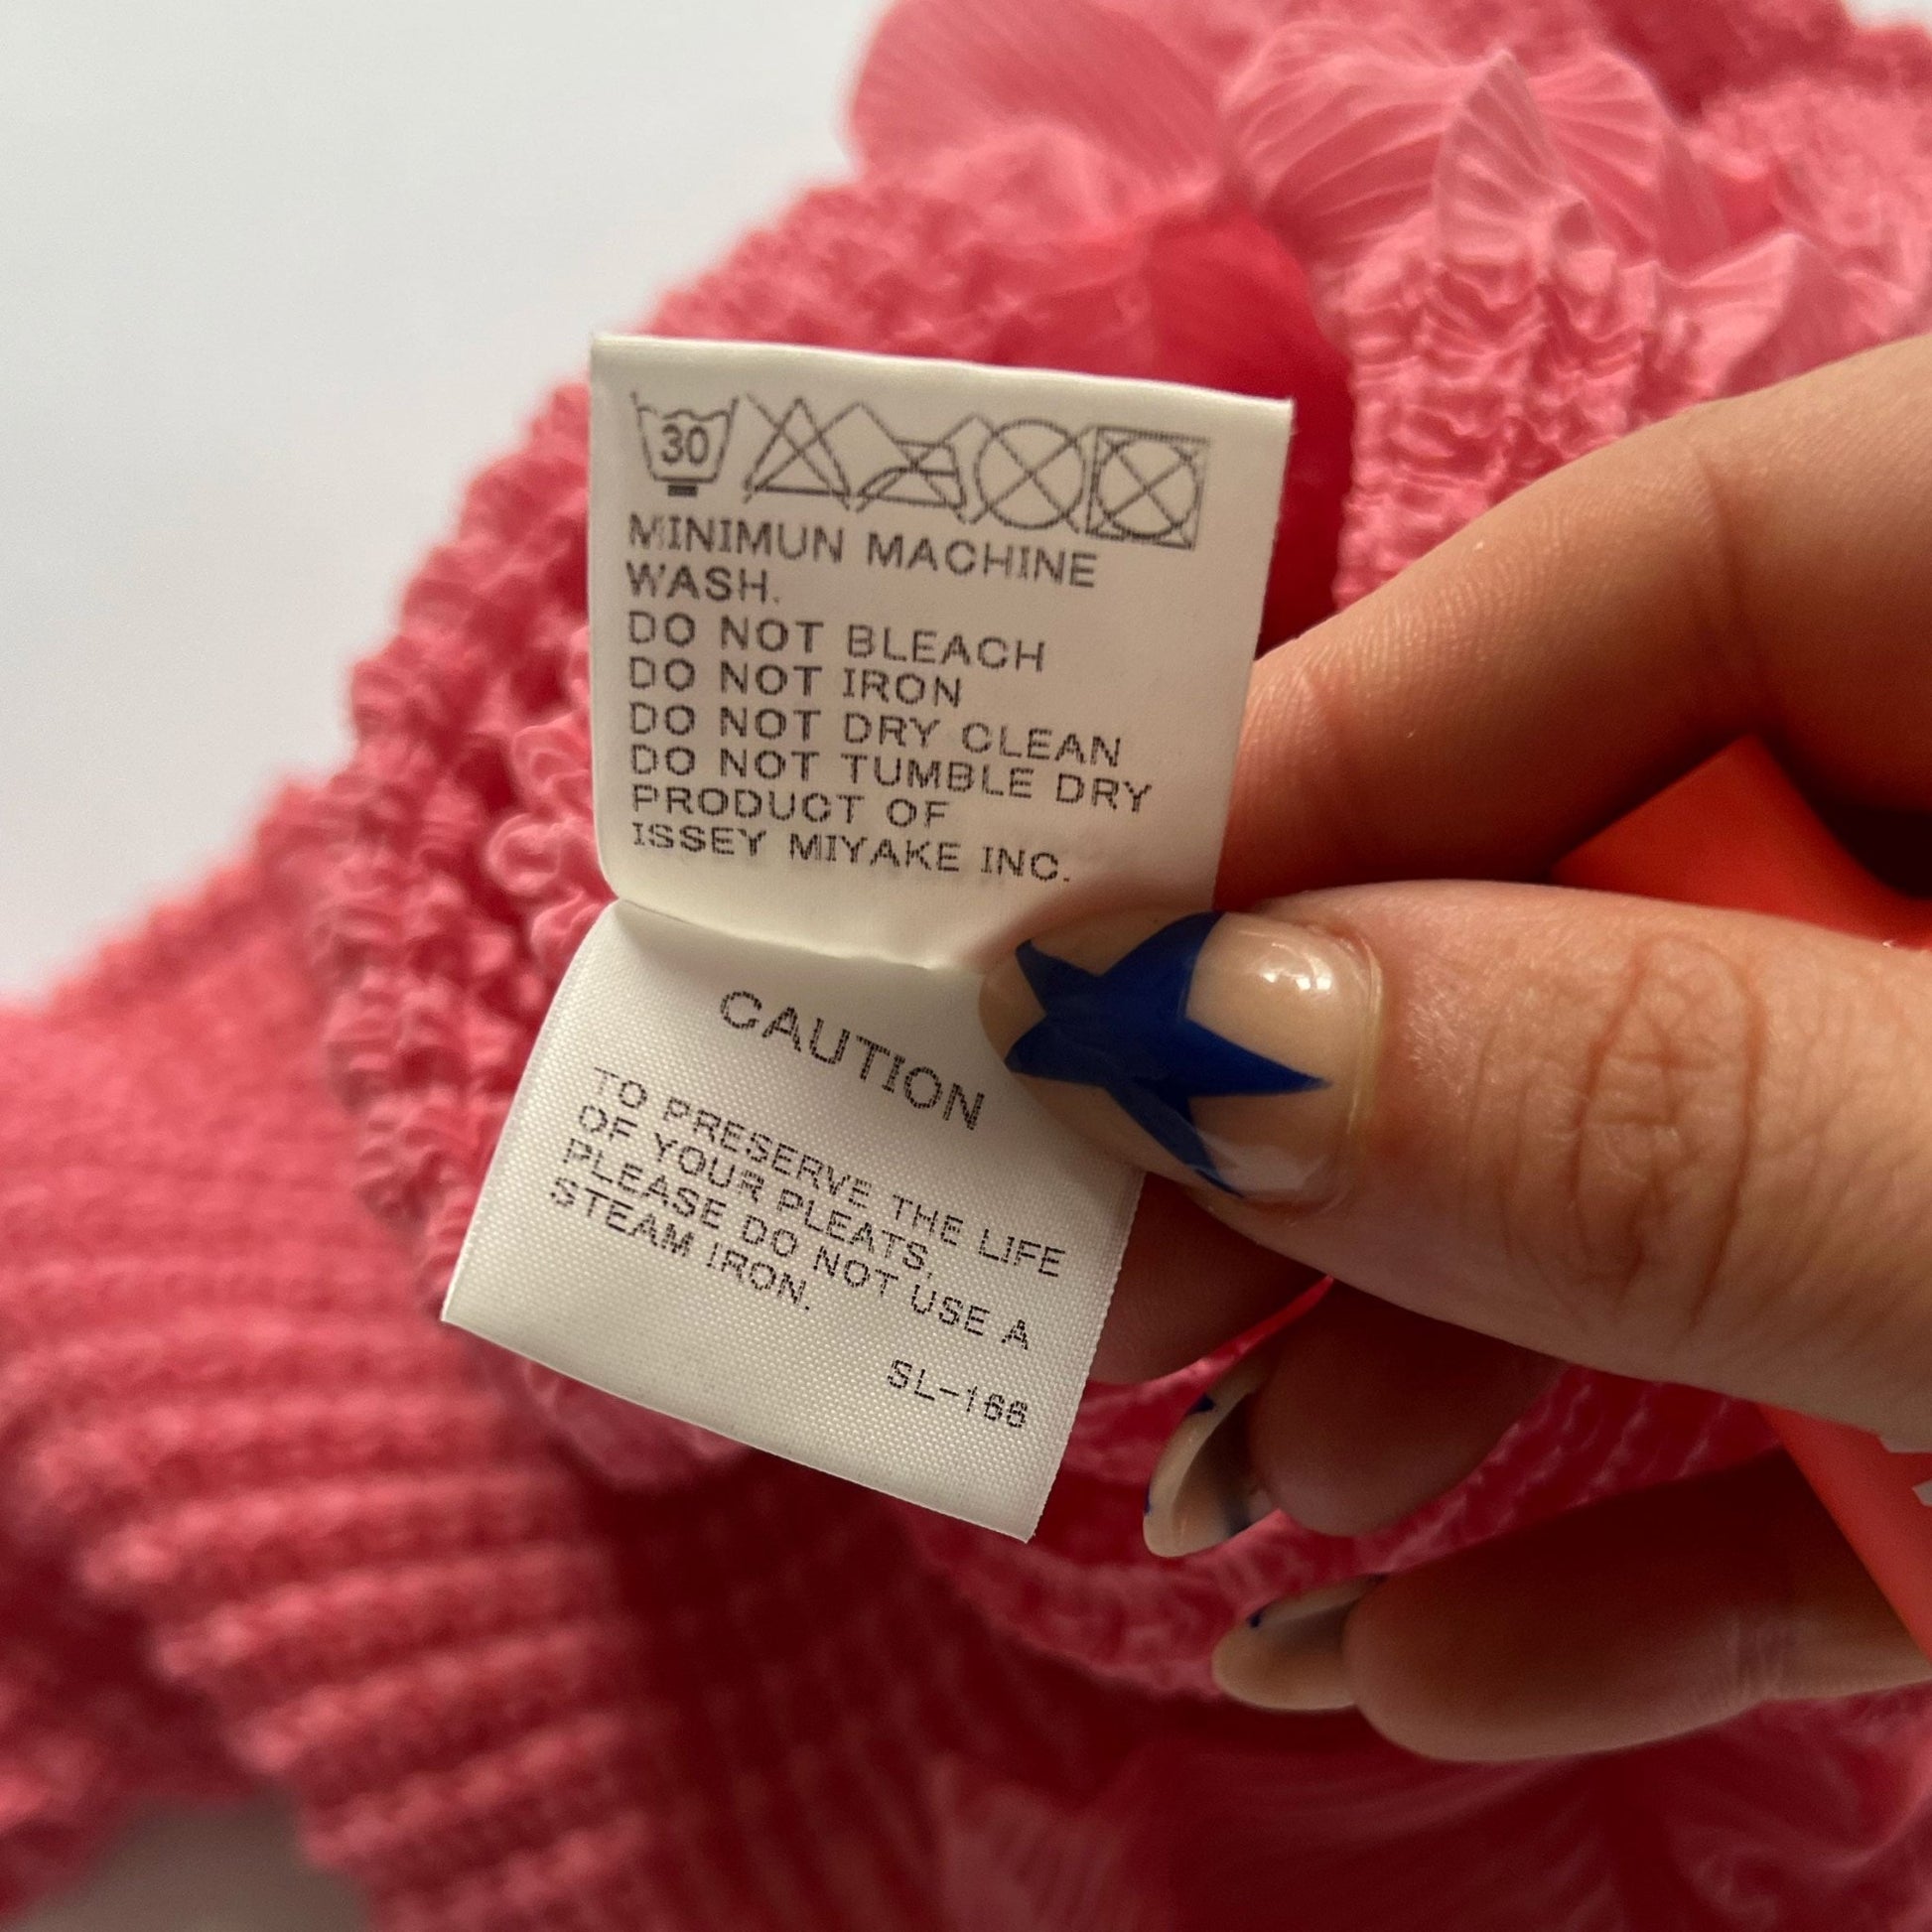 30
MINIMUN MACHINE
WASH.
DO NOT BLEACH
DO NOT IRON
DO NOT DRY CLEAN
DO NOT TUMBLE DRY
PRODUCT OF
ISSEY MIYAKE INC.
CAUTION
TO PRESERVE THE LIFE
OF YOUR PLEATS,
PLEASE DO NOT USE A
STEAM IRON.
SL-166